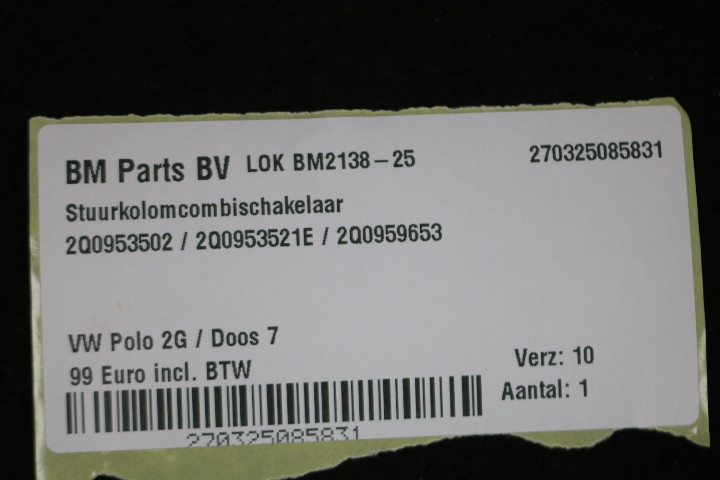 BM Parts BV LOK BM2138-25 270325085831
Stuurkolomcombischakelaar
2Q0953502 / 2Q0953521E / 2Q0959653
VW Polo 2G / Doos 7
99 Euro incl. BTW
Verz: 10
Aantal: 1
270325085831